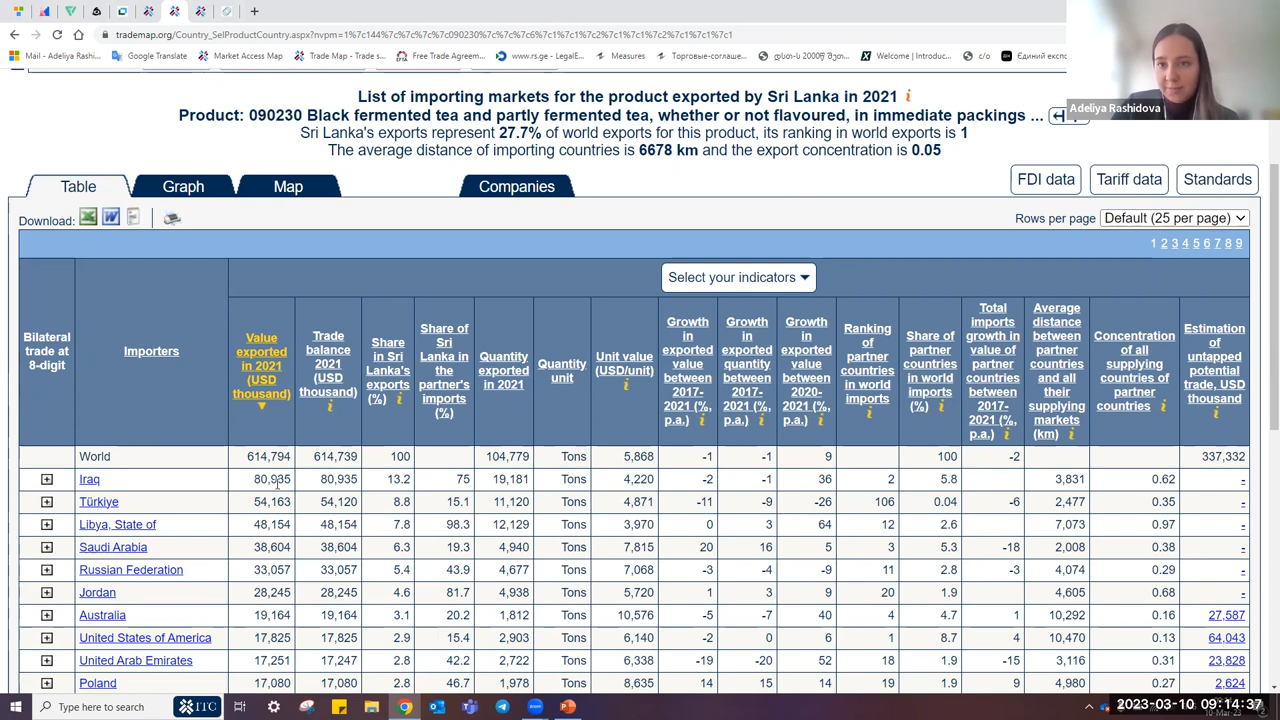 trademap.org/Country_SelProductCountry.aspx?nvpm=1%7c144%7c%7c%7c%7c090230%7c%7c%7c6%7c1%7c1%7c2%7c1%7c1%7c2%7c1%7c1%7c1
Mail - Adeliya Rashi... Google Translate Market Access Map Trade Map - Trade s... Free Trade Agreem... www.rs.ge - LegalE... Measures Торговые-соглаше... Welcome | Introduc... c/o Єдиний експо
Adeliya Rashidova
List of importing markets for the product exported by Sri Lanka in 2021 i
Product: 090230 Black fermented tea and partly fermented tea, whether or not flavoured, in immediate packings ...
Sri Lanka's exports represent 27.7% of world exports for this product, its ranking in world exports is 1
The average distance of importing countries is 6678 km and the export concentration is 0.05
Table Graph Map Companies FDI data Tariff data Standards
Download: Rows per page Default (25 per page)
1 2 3 4 5 6 7 8 9
Select your indicators
Bilateral trade at 8-digit
Importers
Value exported in 2021 (USD thousand)
Trade balance 2021 (USD thousand) i
Share in Sri Lanka's exports (%) i
Share of Sri Lanka in the partner's imports (%)
Quantity exported in 2021
Quantity unit
Unit value (USD/unit) i
Growth in exported value between 2017-2021 (%, p.a.) i
Growth in exported quantity between 2017-2021 (%, p.a.) i
Growth in exported value between 2020-2021 (%, p.a.) i
Ranking of partner countries in world imports i
Share of partner countries in world imports (%) i
Total imports growth in value of partner countries between 2017-2021 (%, p.a.) i
Average distance between partner countries and all their supplying markets (km) i
Concentration of all supplying countries of partner countries i
Estimation of untapped potential trade, USD thousand i
World 614,794 614,739 100 104,779 Tons 5,868 -1 -1 9 100 -2 337,332
Iraq 80,935 80,935 13.2 75 19,181 Tons 4,220 -2 -1 36 2 5.8 3,831 0.62 -
Türkiye 54,163 54,120 8.8 15.1 11,120 Tons 4,871 -11 -9 -26 106 0.04 -6 2,477 0.35 -
Libya, State of 48,154 48,154 7.8 98.3 12,129 Tons 3,970 0 3 64 12 2.6 7,073 0.97 -
Saudi Arabia 38,604 38,604 6.3 19.3 4,940 Tons 7,815 20 16 5 3 5.3 -18 2,008 0.38 -
Russian Federation 33,057 33,057 5.4 43.9 4,677 Tons 7,068 -3 -4 -9 11 2.8 -3 4,074 0.29 -
Jordan 28,245 28,245 4.6 81.7 4,938 Tons 5,720 1 3 9 20 1.9 4,605 0.68 -
Australia 19,164 19,164 3.1 20.2 1,812 Tons 10,576 -5 -7 40 4 4.7 1 10,292 0.16 27,587
United States of America 17,825 17,825 2.9 15.4 2,903 Tons 6,140 -2 0 6 1 8.7 4 10,470 0.13 64,043
United Arab Emirates 17,251 17,247 2.8 42.2 2,722 Tons 6,338 -19 -20 52 18 1.9 -15 3,116 0.31 23,828
Poland 17,080 17,080 2.8 46.7 1,978 Tons 8,635 14 15 14 19 1.9 9 4,980 0.27 2,624
Type here to search ITC
2023-03-10 09:14:37